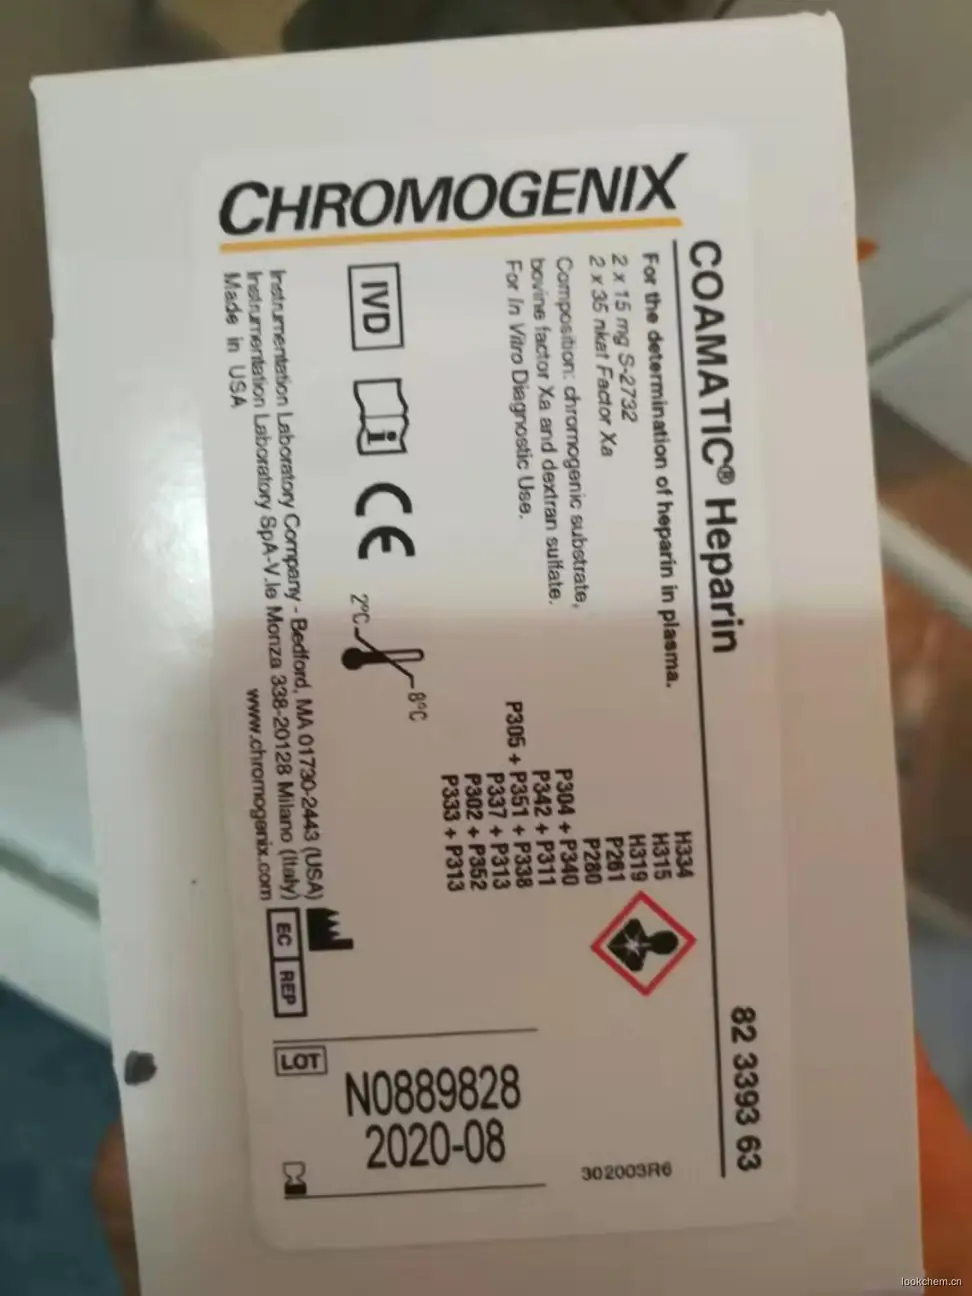 CHROMOGENIX
COAMATIC® Heparin
82 3393 63
For the determination of heparin in plasma.
2 x 15 mg S-2732
2 x 35 nkat Factor Xa
Composition: chromogenic substrate,
bovine factor Xa and dextran sulfate.
For In Vitro Diagnostic Use.
H334
H315
H319
P261
P280
P304 + P340
P342 + P311
P305 + P351 + P338
P337 + P313
P302 + P352
P333 + P313
IVD
i
CE
2°C
8°C
Instrumentation Laboratory Company - Bedford, MA 01730-2443 (USA)
Instrumentation Laboratory SpA-V.le Monza 338-20128 Milano (Italy)
EC REP
Made in USA
www.chromogenix.com
LOT
N0889828
2020-08
302003R6
lookchem.cn